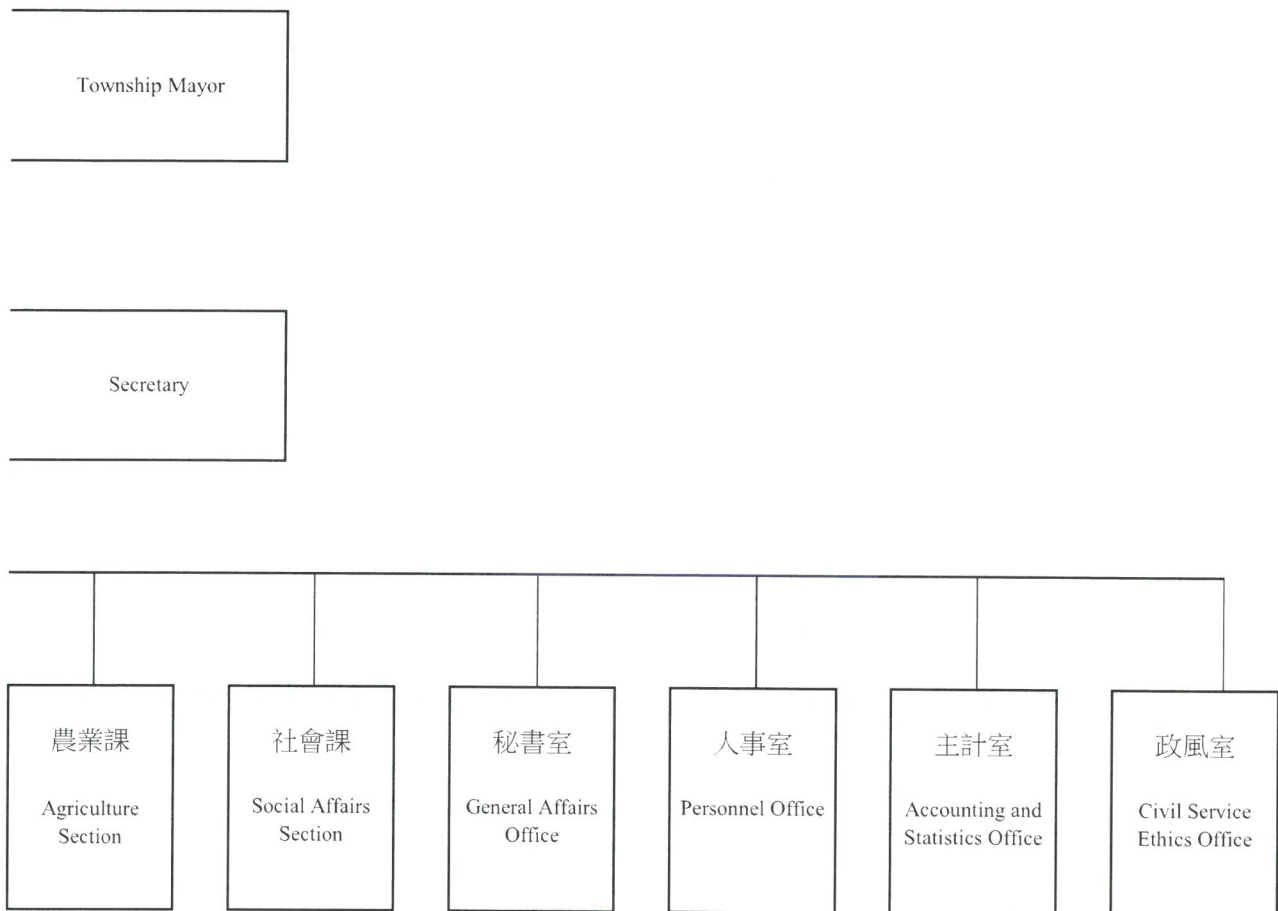 Township Mayor
Secretary
農業課
Agriculture
Section
社會課
Social Affairs
Section
秘書室
General Affairs
Office
人事室
Personnel Office
主計室
Accounting and
Statistics Office
政風室
Civil Service
Ethics Office